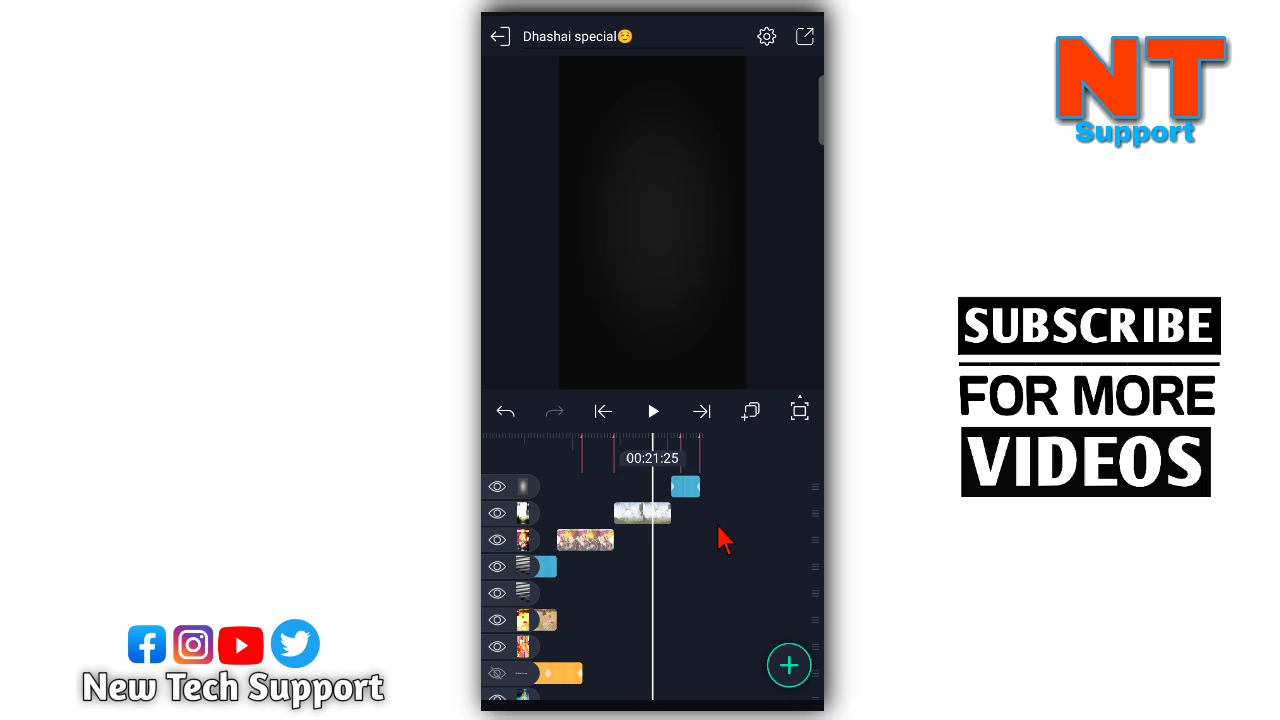 Dhashai special☺️
NT
Support
SUBSCRIBE
FOR MORE
VIDEOS
00:21:25
New Tech Support